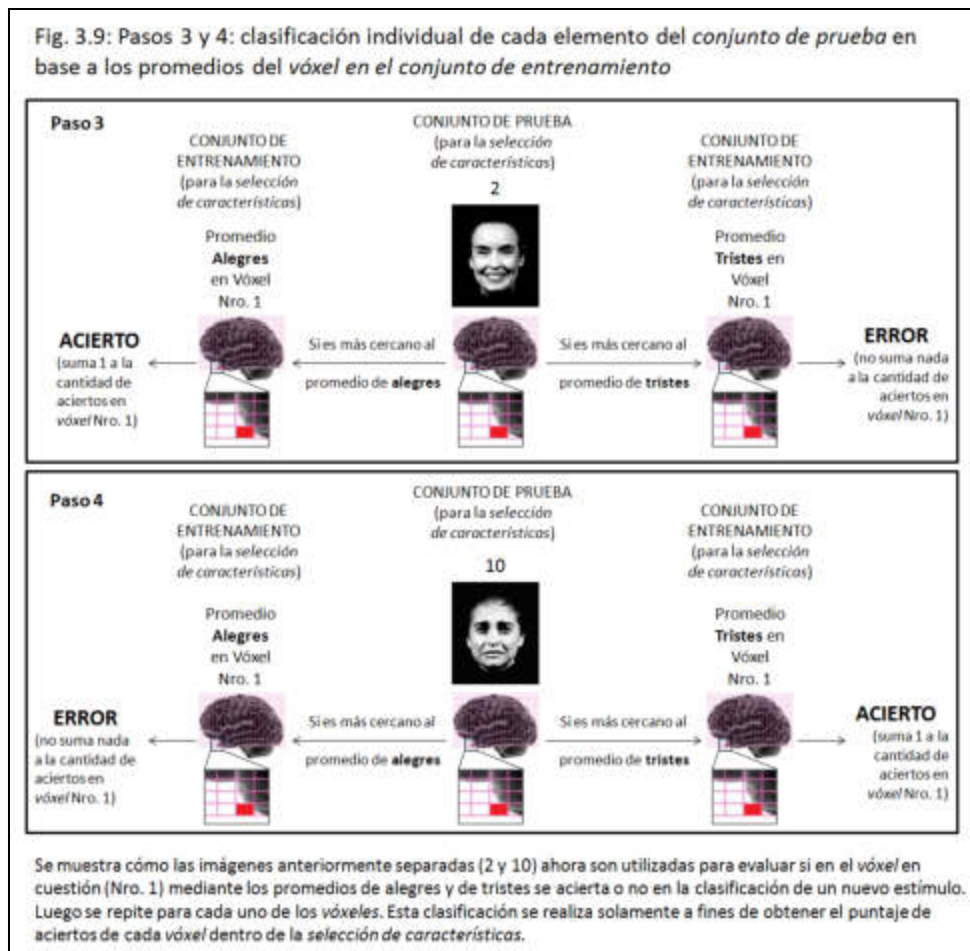 Fig. 3.9: Pasos 3 y 4: clasificación individual de cada elemento del conjunto de prueba en
base a los promedios del vóxel en el conjunto de entrenamiento
Paso 3
CONJUNTO DE
ENTRENAMIENTO
(para la selección
de características)
Promedio
Alegres
en Vóxel
Nro. 1
CONJUNTO DE PRUEBA
(para la selección
de características)
2
CONJUNTO DE
ENTRENAMIENTO
(para la selección
de características)
Promedio
Tristes en
Vóxel
Nro. 1
ACIERTO
(suma 1 a la
cantidad de
aciertos en
vóxel Nro. 1)
Si es más cercano al
promedio de alegres
Si es más cercano al
promedio de tristes
ERROR
(no suma nada
a la cantidad de
aciertos en
vóxel Nro. 1)
Paso 4
CONJUNTO DE
ENTRENAMIENTO
(para la selección
de características)
Promedio
Alegres
en Vóxel
Nro. 1
CONJUNTO DE PRUEBA
(para la selección
de características)
10
CONJUNTO DE
ENTRENAMIENTO
(para la selección
de características)
Promedio
Tristes en
Vóxel
Nro. 1
ERROR
(no suma nada
a la cantidad de
aciertos en
vóxel Nro. 1)
Si es más cercano al
promedio de alegres
Si es más cercano al
promedio de tristes
ACIERTO
(suma 1 a la
cantidad de
aciertos en
vóxel Nro. 1)
Se muestra cómo las imágenes anteriormente separadas (2 y 10) ahora son utilizadas para evaluar si en el vóxel en
cuestión (Nro. 1) mediante los promedios de alegres y de tristes se acierta o no en la clasificación de un nuevo estímulo.
Luego se repite para cada uno de los vóxeles. Esta clasificación se realiza solamente a fines de obtener el puntaje de
aciertos de cada vóxel dentro de la selección de características.